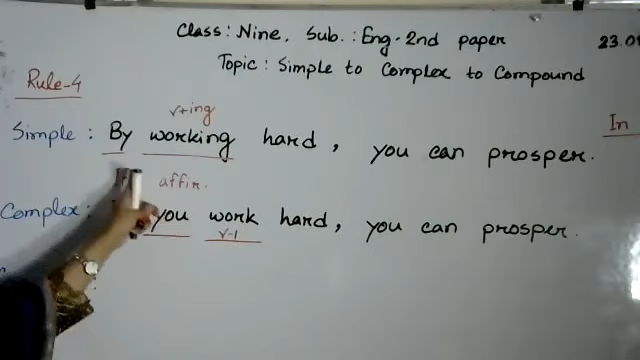 Class: Nine, Sub.: Eng. 2nd paper
23.0
Topic: Simple to Complex to Compound
Rule-4
In
v+ing
Simple: By working hard, you can prosper.
affir.
Complex: you work hard, you can prosper.
v-1